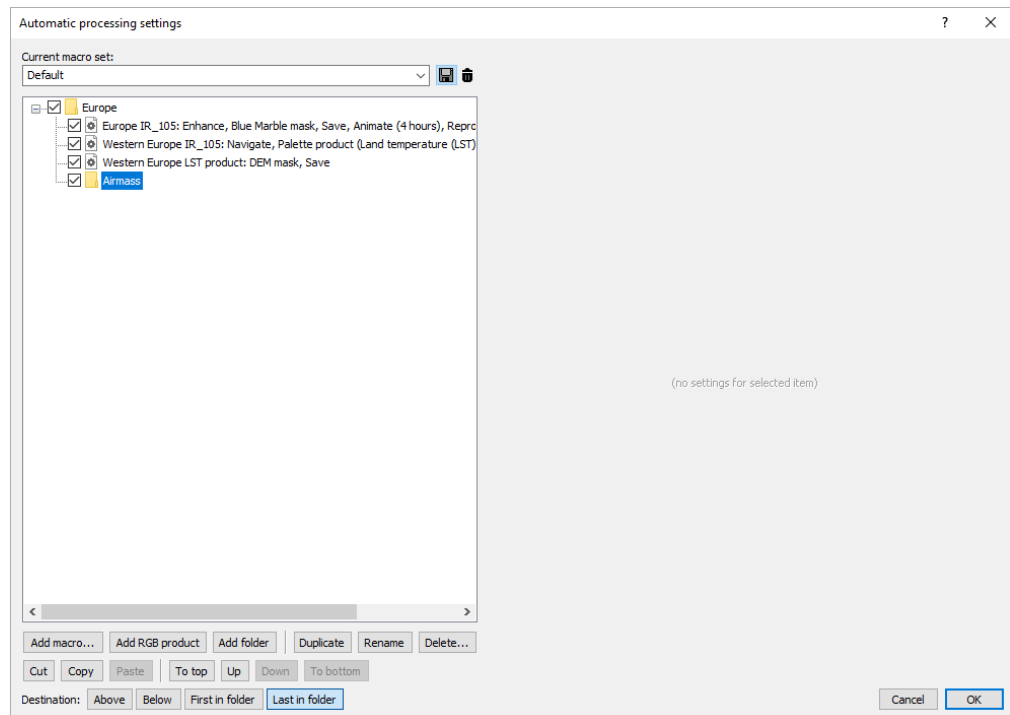 Automatic processing settings
?
Current macro set:
Default
Europe
Europe IR_105: Enhance, Blue Marble mask, Save, Animate (4 hours), Repro
Western Europe IR_105: Navigate, Palette product (Land temperature (LST)
Western Europe LST product: DEM mask, Save
Airmass
(no settings for selected item)
Add macro... Add RGB product Add folder Duplicate Rename Delete...
Cut Copy Paste To top Up Down To bottom
Destination: Above Below First in folder Last in folder Cancel OK